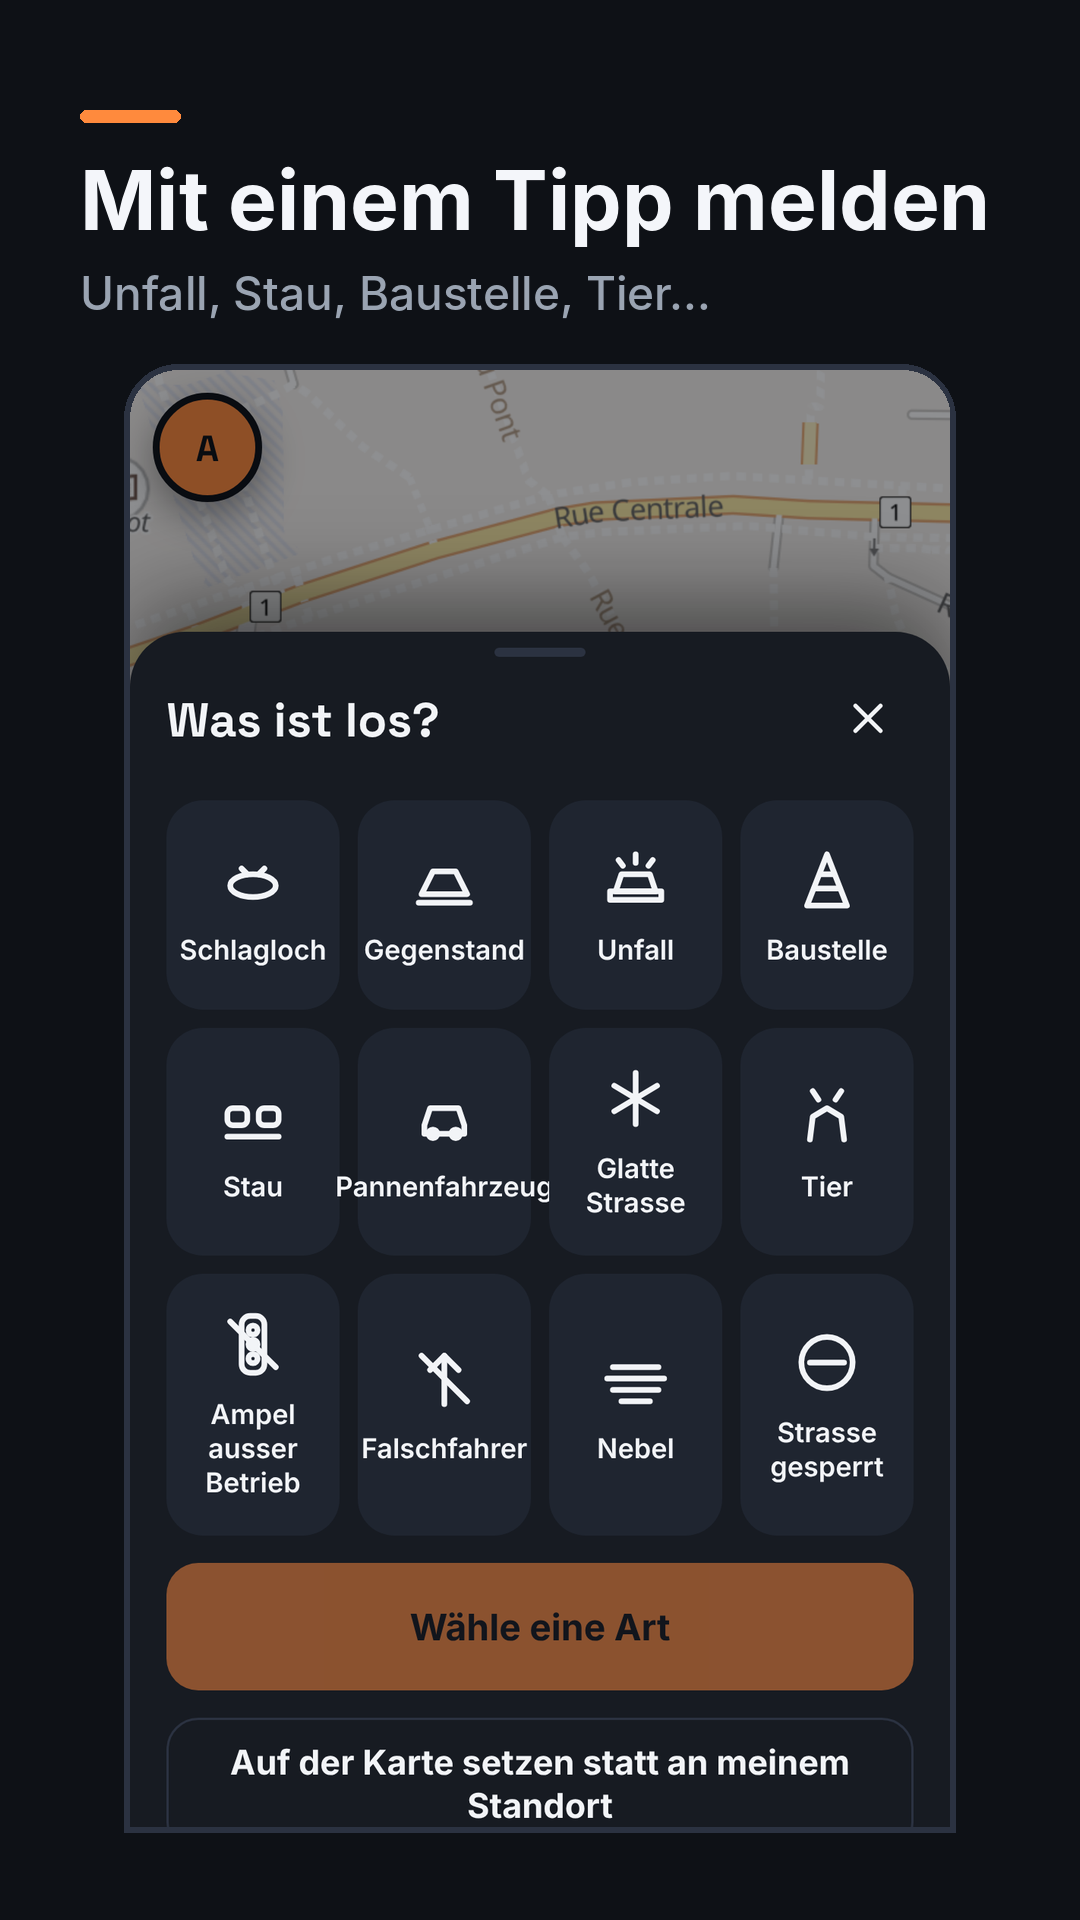 Mit einem Tipp melden
Unfall, Stau, Baustelle, Tier...
A
Pont
Rue Centrale
1
ot
1
Rue
Was ist los?
Schlagloch
Gegenstand
Unfall
Baustelle
Stau
Pannenfahrzeug
Glatte
Strasse
Tier
Ampel
ausser
Betrieb
Falschfahrer
Nebel
Strasse
gesperrt
Wähle eine Art
Auf der Karte setzen statt an meinem
Standort